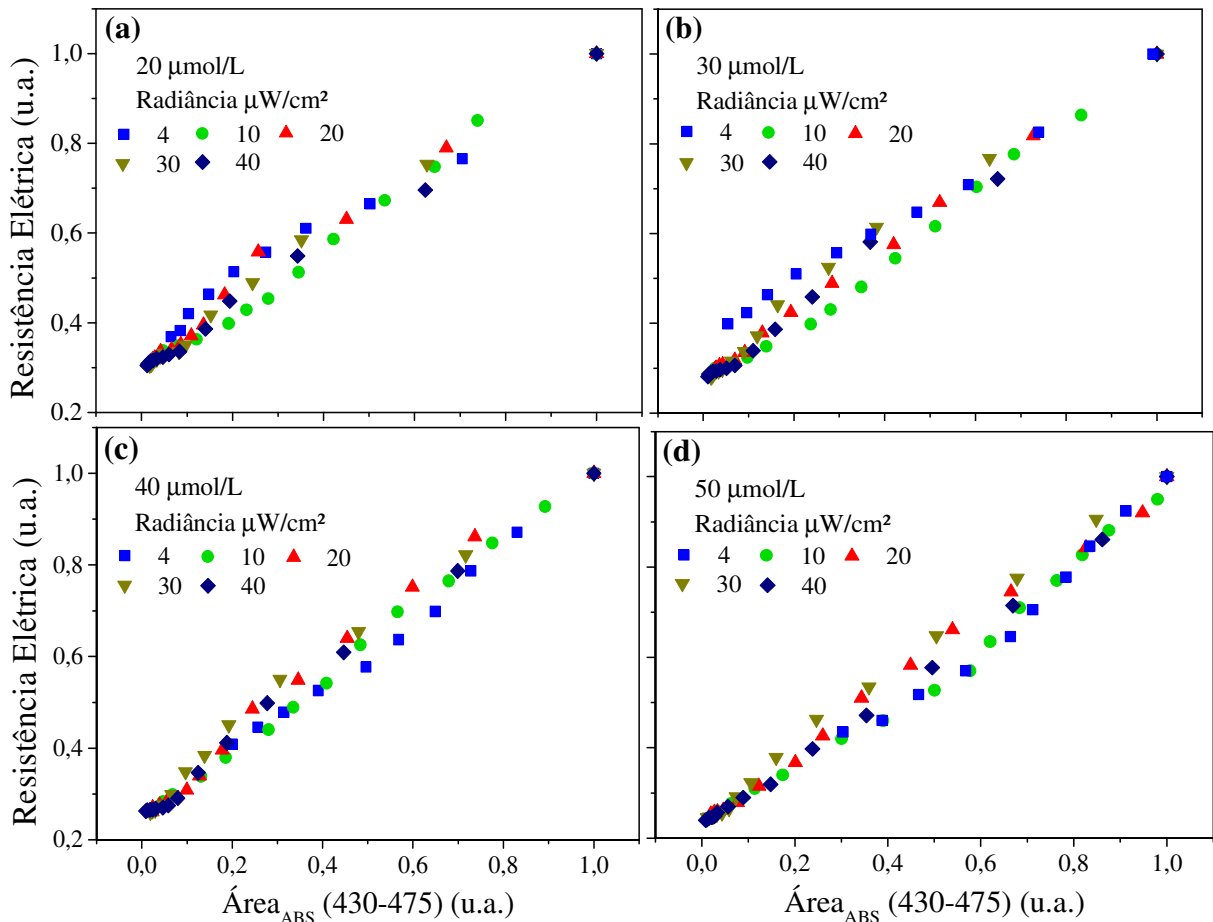 (a)
20 μmol/L
Radiância μW/cm²
4 10 20
30 40
Resistência Elétrica (u.a.)
1,0
0,8
0,6
0,4
0,2
(b)
30 μmol/L
Radiância μW/cm²
4 10 20
30 40
(c)
40 μmol/L
Radiância μW/cm²
4 10 20
30 40
Resistência Elétrica (u.a.)
1,0
0,8
0,6
0,4
0,2
0,0 0,2 0,4 0,6 0,8 1,0
Área_ABS (430-475) (u.a.)
(d)
50 μmol/L
Radiância μW/cm²
4 10 20
30 40
0,0 0,2 0,4 0,6 0,8 1,0
Área_ABS (430-475) (u.a.)